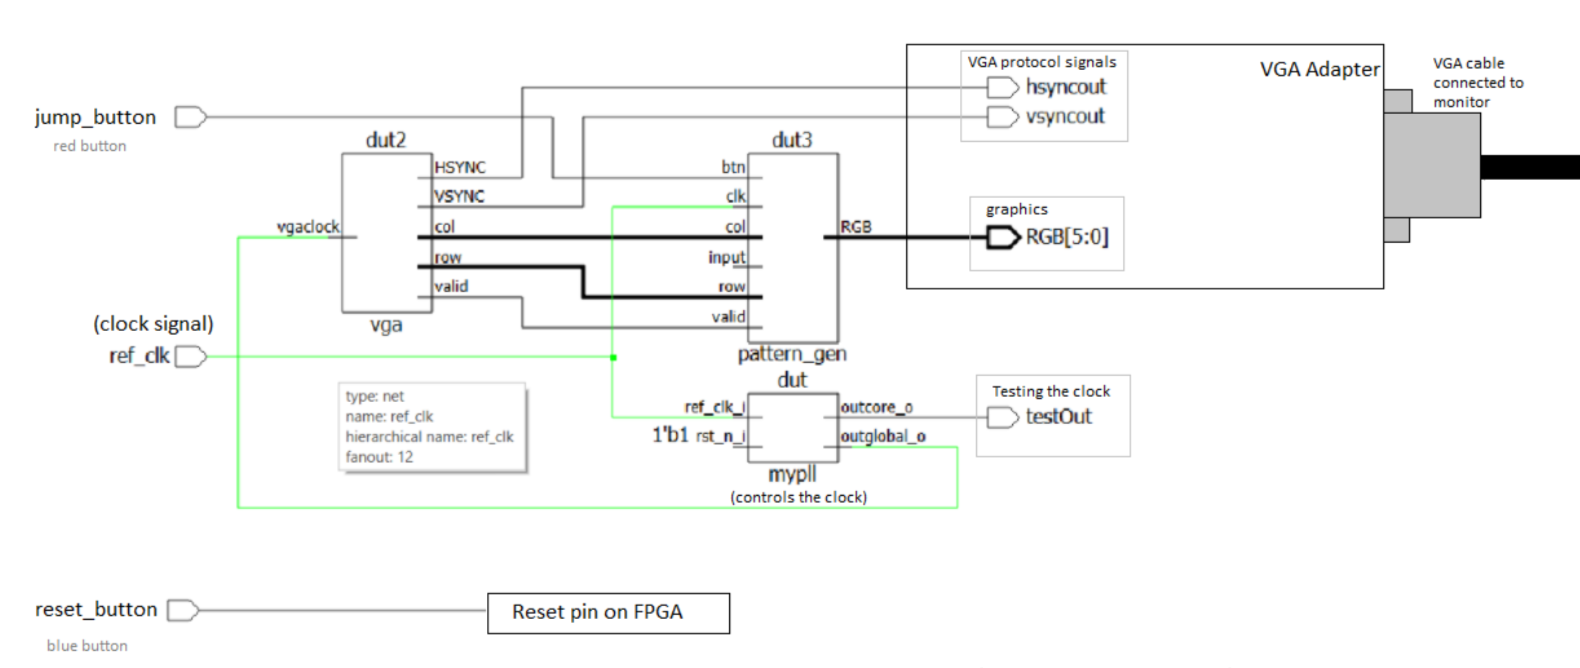 VGA protocol signals
hsyncout
vsyncout
VGA Adapter
VGA cable
connected to
monitor
jump_button
red button
dut2
HSYNC
VSYNC
vgaclock
col
row
valid
vga
dut3
btn
clk
col
input
row
valid
RGB
pattern_gen
graphics
RGB[5:0]
(clock signal)
ref_clk
type: net
name: ref_clk
hierarchical name: ref_clk
fanout: 12
dut
ref_clk_i
1'b1 rst_n_i
outcore_o
outglobal_o
mypll
(controls the clock)
Testing the clock
testOut
reset_button
blue button
Reset pin on FPGA